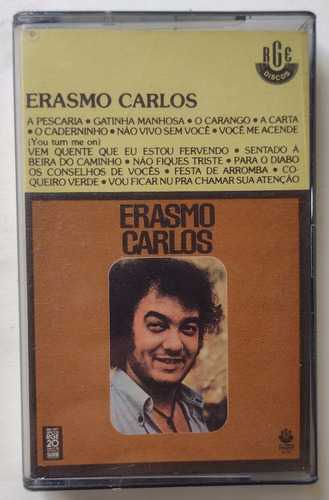 RGE
DISCOS
ERASMO CARLOS
A PESCARIA • GATINHA MANHOSA • O CARANGO • A CARTA
• O CADERNINHO • NÃO VIVO SEM VOCÊ • VOCÊ ME ACENDE
(You turn me on)
VEM QUENTE QUE EU ESTOU FERVENDO • SENTADO A
BEIRA DO CAMINHO • NÃO FIQUES TRISTE • PARA O DIABO
OS CONSELHOS DE VOCÊS • FESTA DE ARROMBA • CO-
QUEIRO VERDE • VOU FICAR NU PRA CHAMAR SUA ATENÇÃO
ERASMO
CARLOS
RGE
20